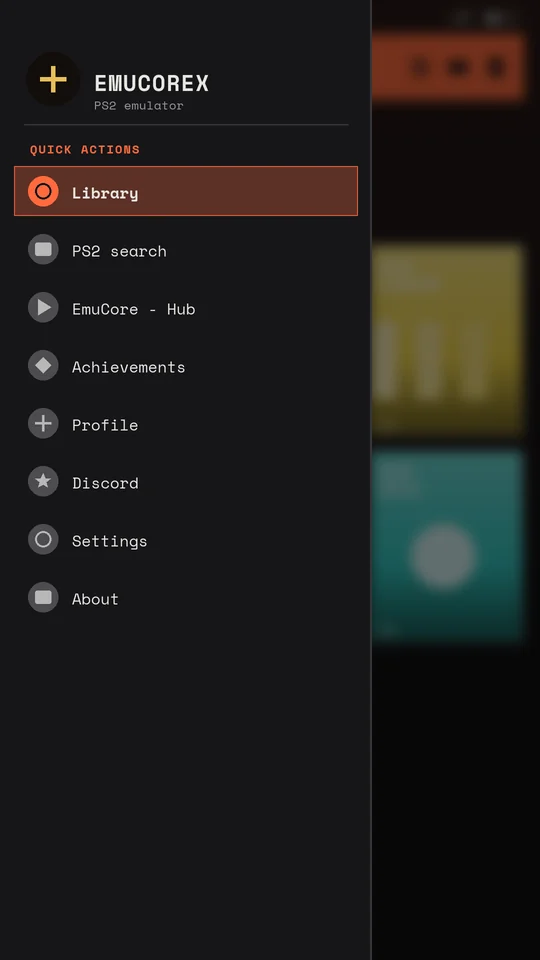 EMUCOREX
PS2 emulator
QUICK ACTIONS
Library
PS2 search
EmuCore - Hub
Achievements
Profile
Discord
Settings
About